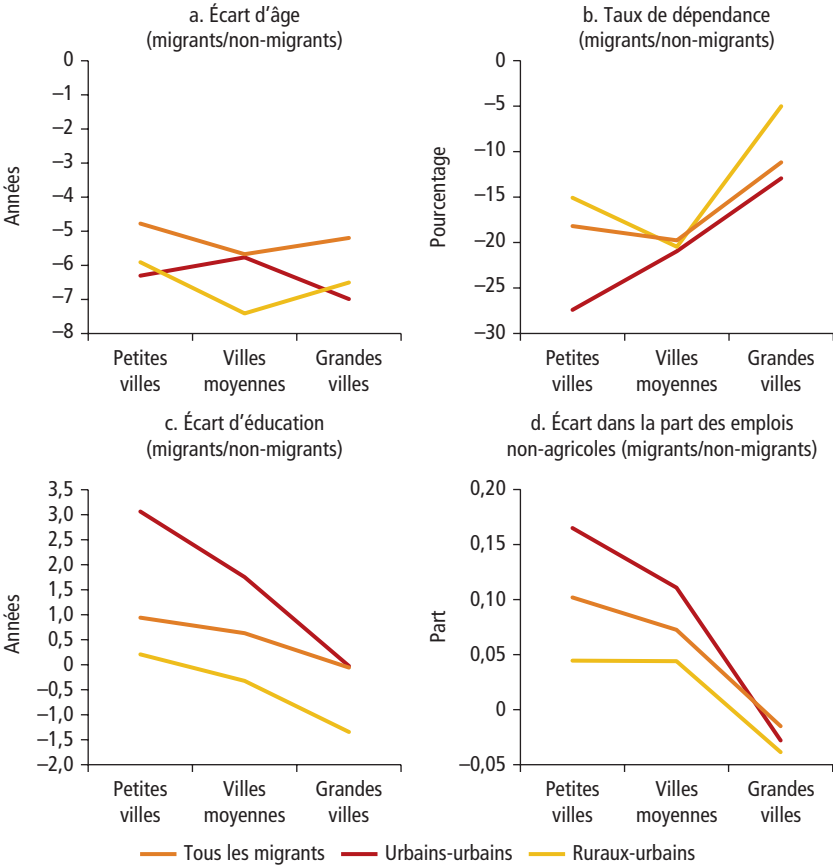 a. Écart d’âge
(migrants/non-migrants)
0
–1
–2
–3
–4
–5
–6
–7
–8
Années
Petites
villes
Villes
moyennes
Grandes
villes
b. Taux de dépendance
(migrants/non-migrants)
0
–5
–10
–15
–20
–25
–30
Pourcentage
Petites
villes
Villes
moyennes
Grandes
villes
c. Écart d’éducation
(migrants/non-migrants)
3,5
3,0
2,5
2,0
1,5
1,0
0,5
0
–0,5
–1,0
–1,5
–2,0
Années
Petites
villes
Villes
moyennes
Grandes
villes
d. Écart dans la part des emplois
non-agricoles (migrants/non-migrants)
0,20
0,15
0,10
0,05
0
–0,05
Part
Petites
villes
Villes
moyennes
Grandes
villes
Tous les migrants Urbains-urbains Ruraux-urbains